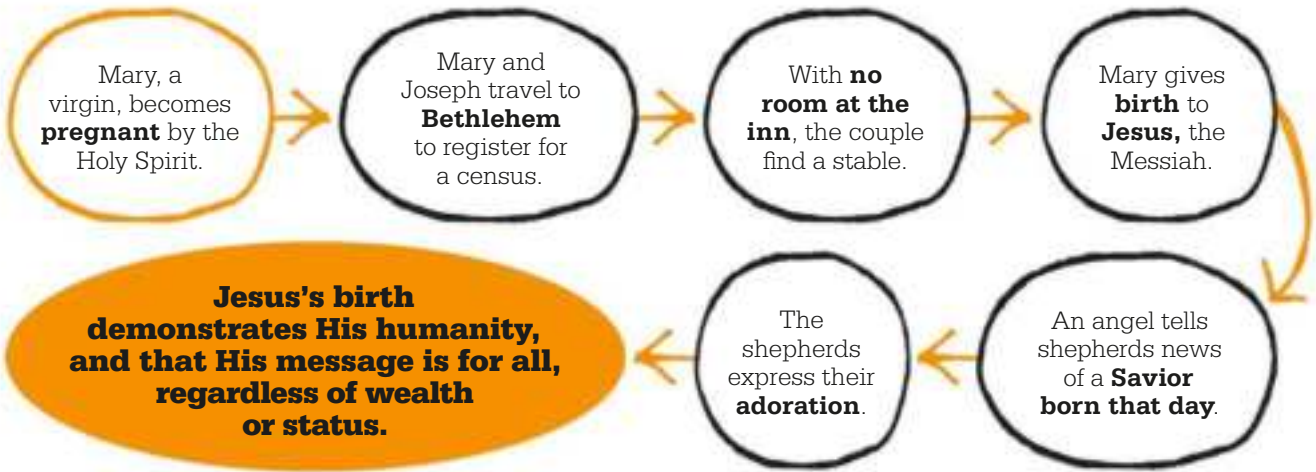 Mary, a
virgin, becomes
pregnant by the
Holy Spirit.
Mary and
Joseph travel to
Bethlehem
to register for
a census.
With no
room at the
inn, the couple
find a stable.
Mary gives
birth to
Jesus, the
Messiah.
An angel tells
shepherds news
of a Savior
born that day.
The
shepherds
express their
adoration.
Jesus’s birth
demonstrates His humanity,
and that His message is for all,
regardless of wealth
or status.